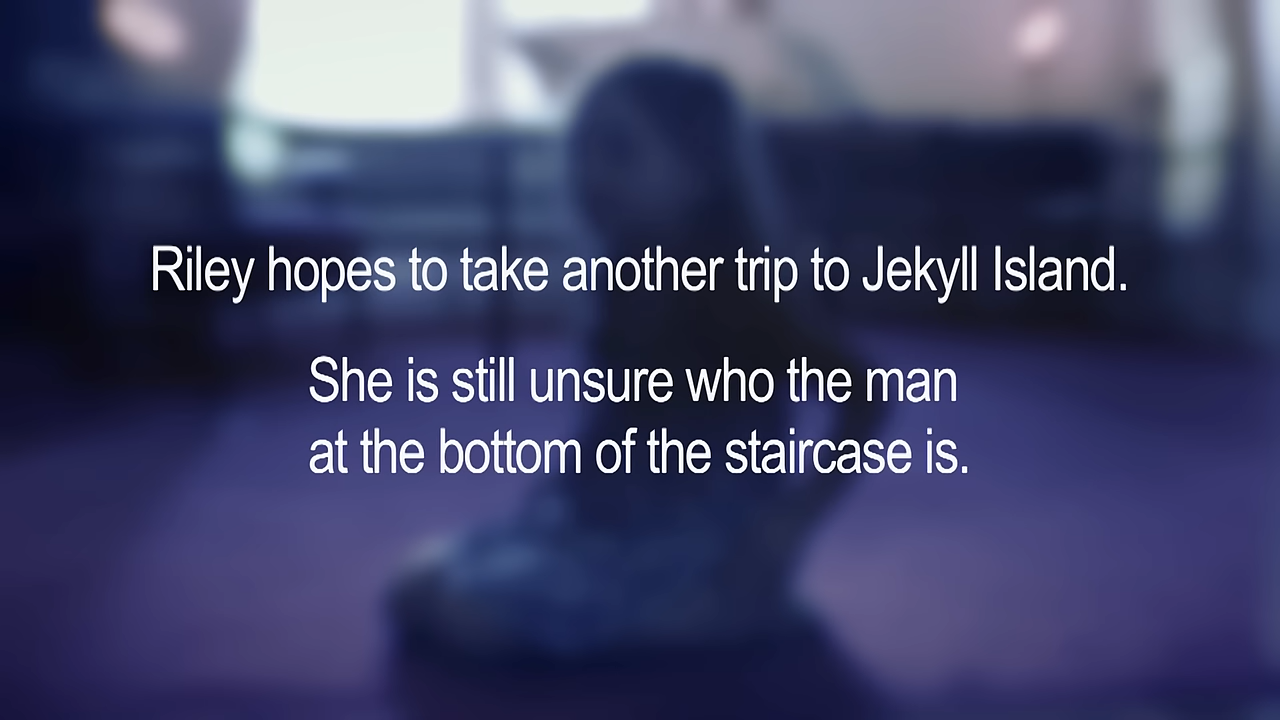 Riley hopes to take another trip to Jekyll Island.
She is still unsure who the man
at the bottom of the staircase is.